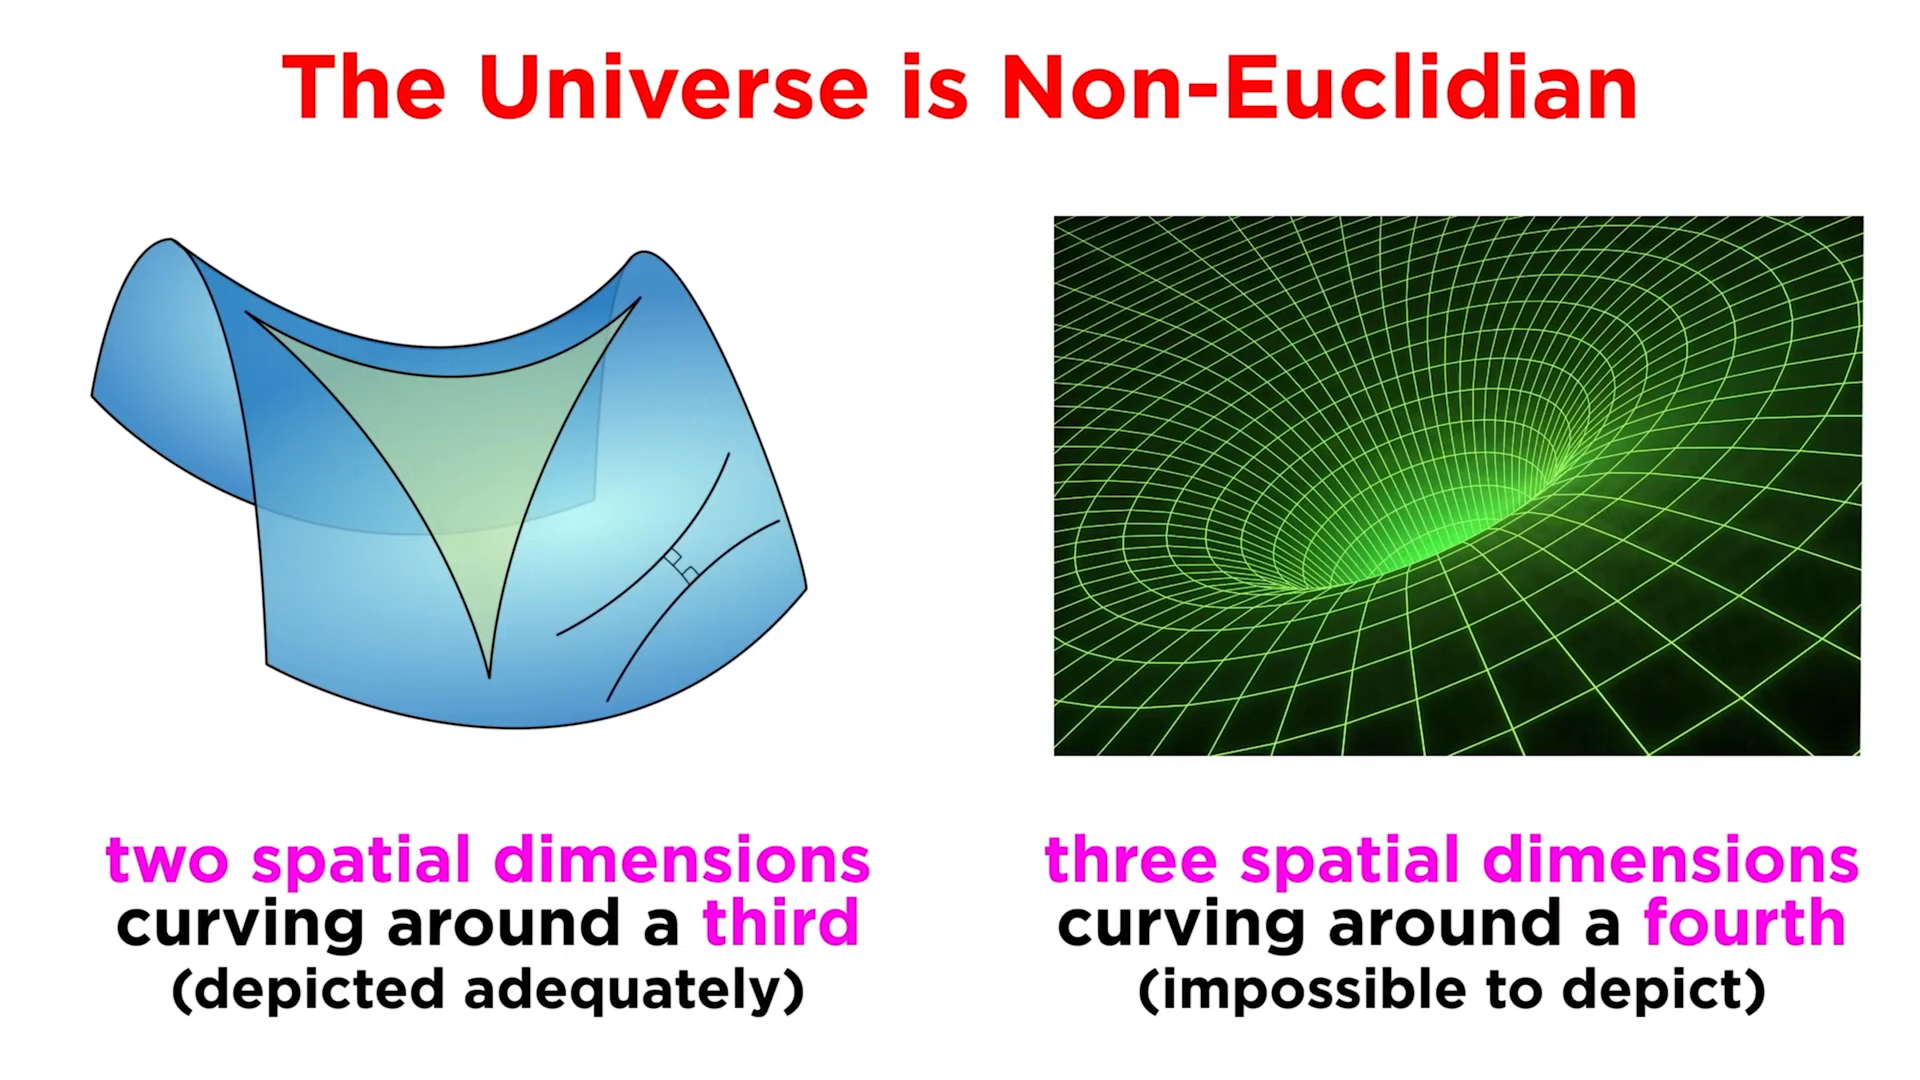 The Universe is Non-Euclidian
two spatial dimensions
curving around a third
(depicted adequately)
three spatial dimensions
curving around a fourth
(impossible to depict)